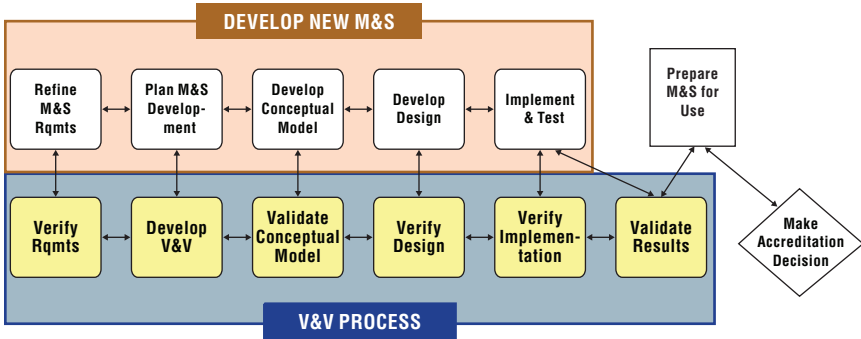 DEVELOP NEW M&S
Refine
M&S
Rqmts
Plan M&S
Develop-
ment
Develop
Conceptual
Model
Develop
Design
Implement
& Test
Prepare
M&S for
Use
Verify
Rqmts
Develop
V&V
Validate
Conceptual
Model
Verify
Design
Verify
Implemen-
tation
Validate
Results
Make
Accreditation
Decision
V&V PROCESS